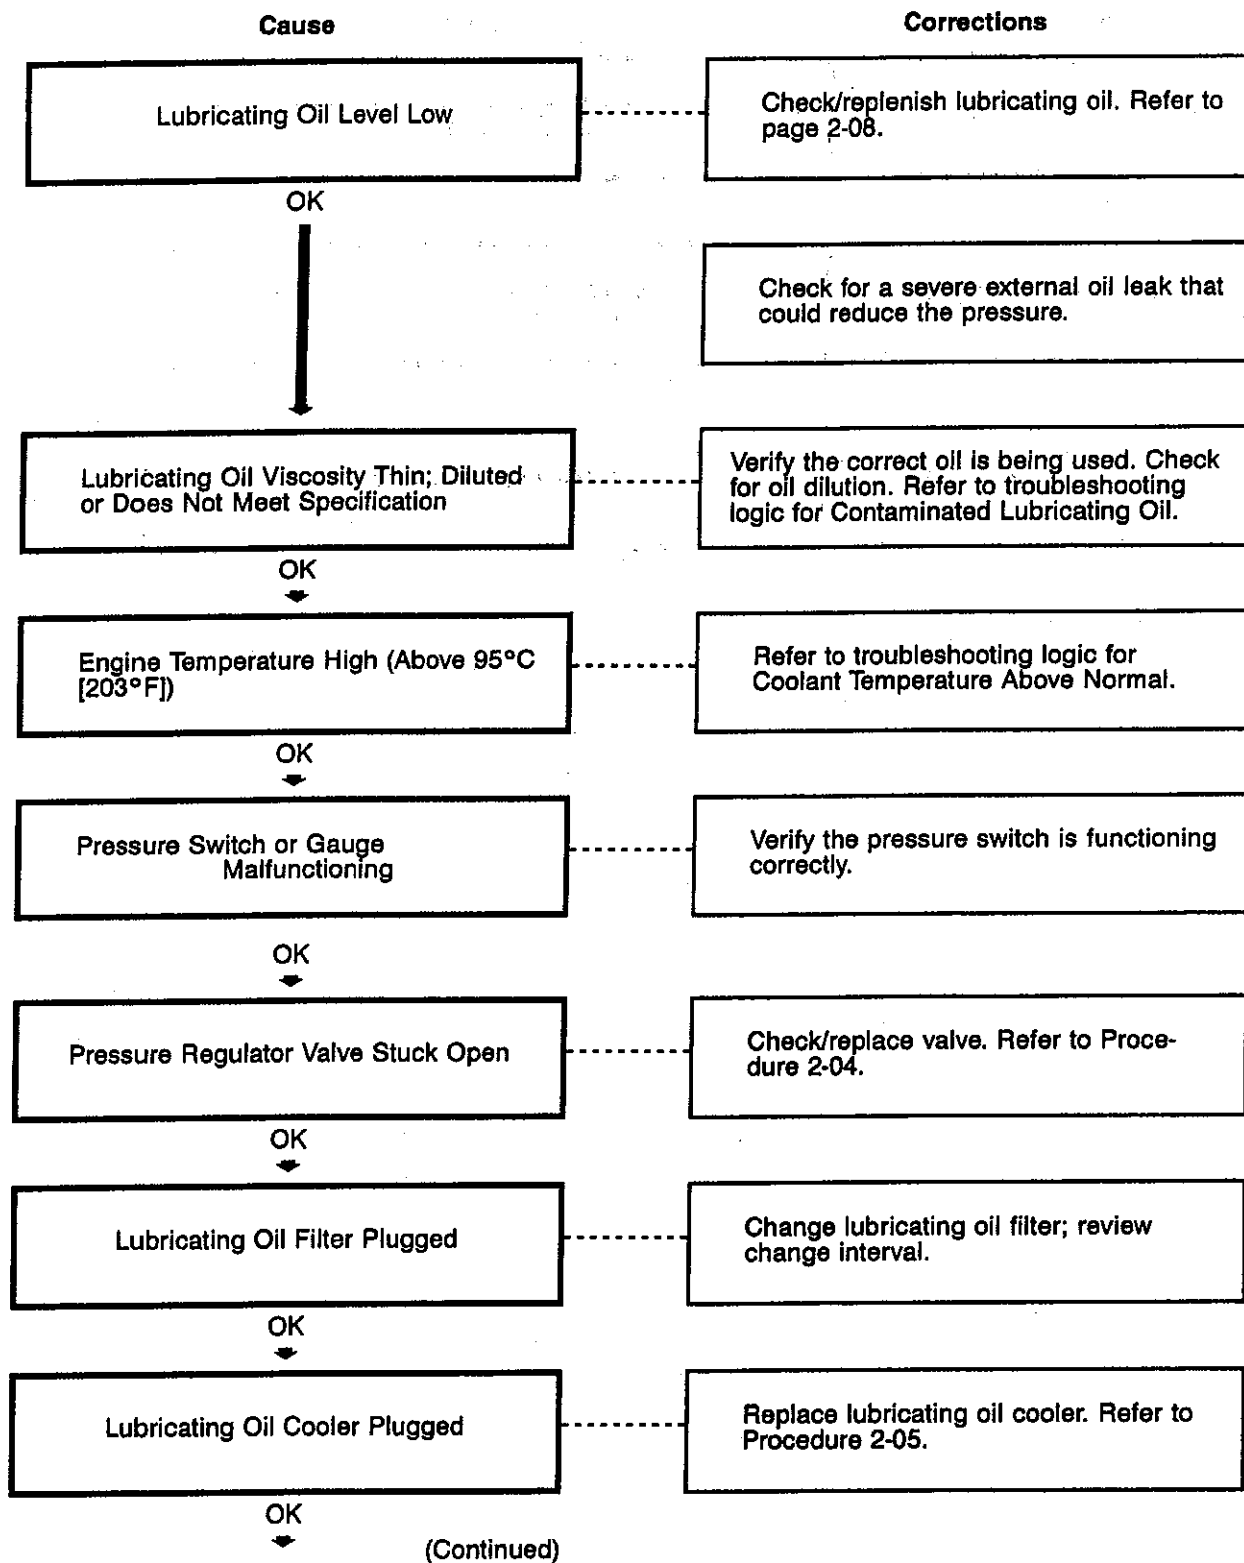 Cause
Corrections
Lubricating Oil Level Low
Check/replenish lubricating oil. Refer to
page 2-08.
OK
Check for a severe external oil leak that
could reduce the pressure.
Lubricating Oil Viscosity Thin; Diluted
or Does Not Meet Specification
Verify the correct oil is being used. Check
for oil dilution. Refer to troubleshooting
logic for Contaminated Lubricating Oil.
OK
Engine Temperature High (Above 95°C
[203°F])
Refer to troubleshooting logic for
Coolant Temperature Above Normal.
OK
Pressure Switch or Gauge
Malfunctioning
Verify the pressure switch is functioning
correctly.
OK
Pressure Regulator Valve Stuck Open
Check/replace valve. Refer to Proce-
dure 2-04.
OK
Lubricating Oil Filter Plugged
Change lubricating oil filter; review
change interval.
OK
Lubricating Oil Cooler Plugged
Replace lubricating oil cooler. Refer to
Procedure 2-05.
OK
(Continued)